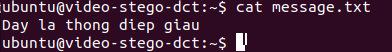 ubuntu@video-stego-dct:~$ cat message.txt
Day la thong diep giau
ubuntu@video-stego-dct:~$